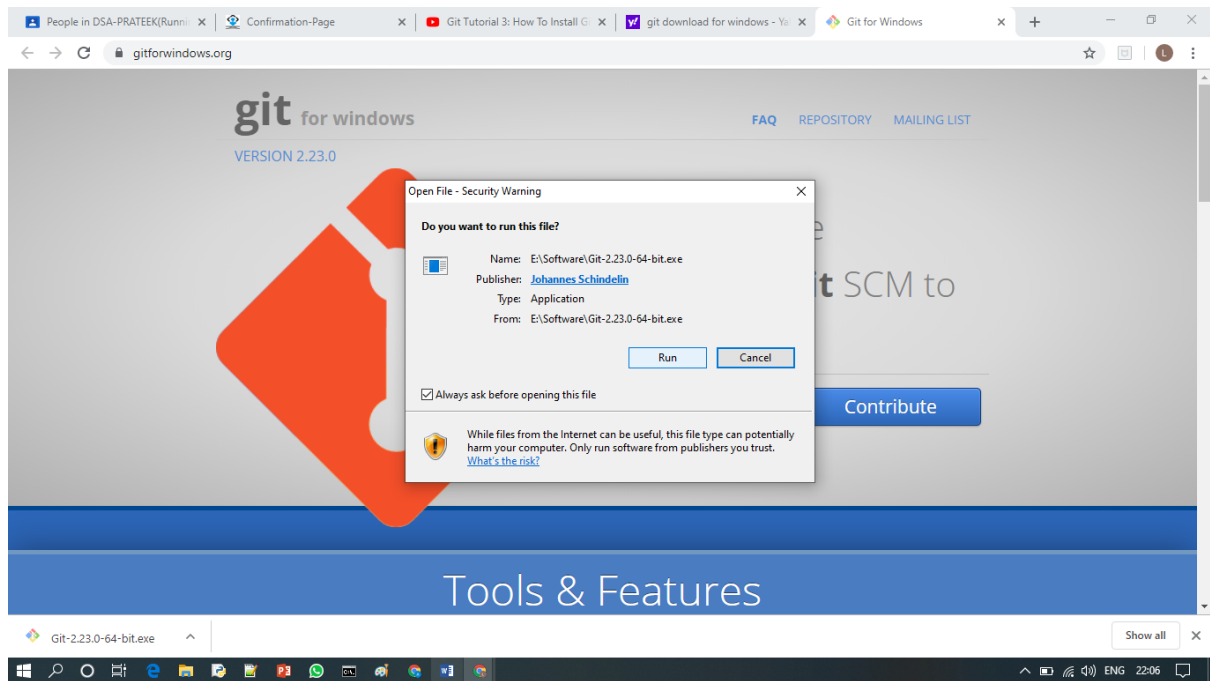 People in DSA-PRATEEK(Runni
Confirmation-Page
Git Tutorial 3: How To Install G
git download for windows - Ya
Git for Windows
gitforwindows.org
L
git for windows
FAQ REPOSITORY MAILING LIST
VERSION 2.23.0
Open File - Security Warning
Do you want to run this file?
Name: E:\Software\Git-2.23.0-64-bit.exe
Publisher: Johannes Schindelin
Type: Application
From: E:\Software\Git-2.23.0-64-bit.exe
Run Cancel
Always ask before opening this file
While files from the Internet can be useful, this file type can potentially
harm your computer. Only run software from publishers you trust.
What's the risk?
e
it SCM to
Contribute
Tools & Features
Git-2.23.0-64-bit.exe
Show all
ENG 22:06